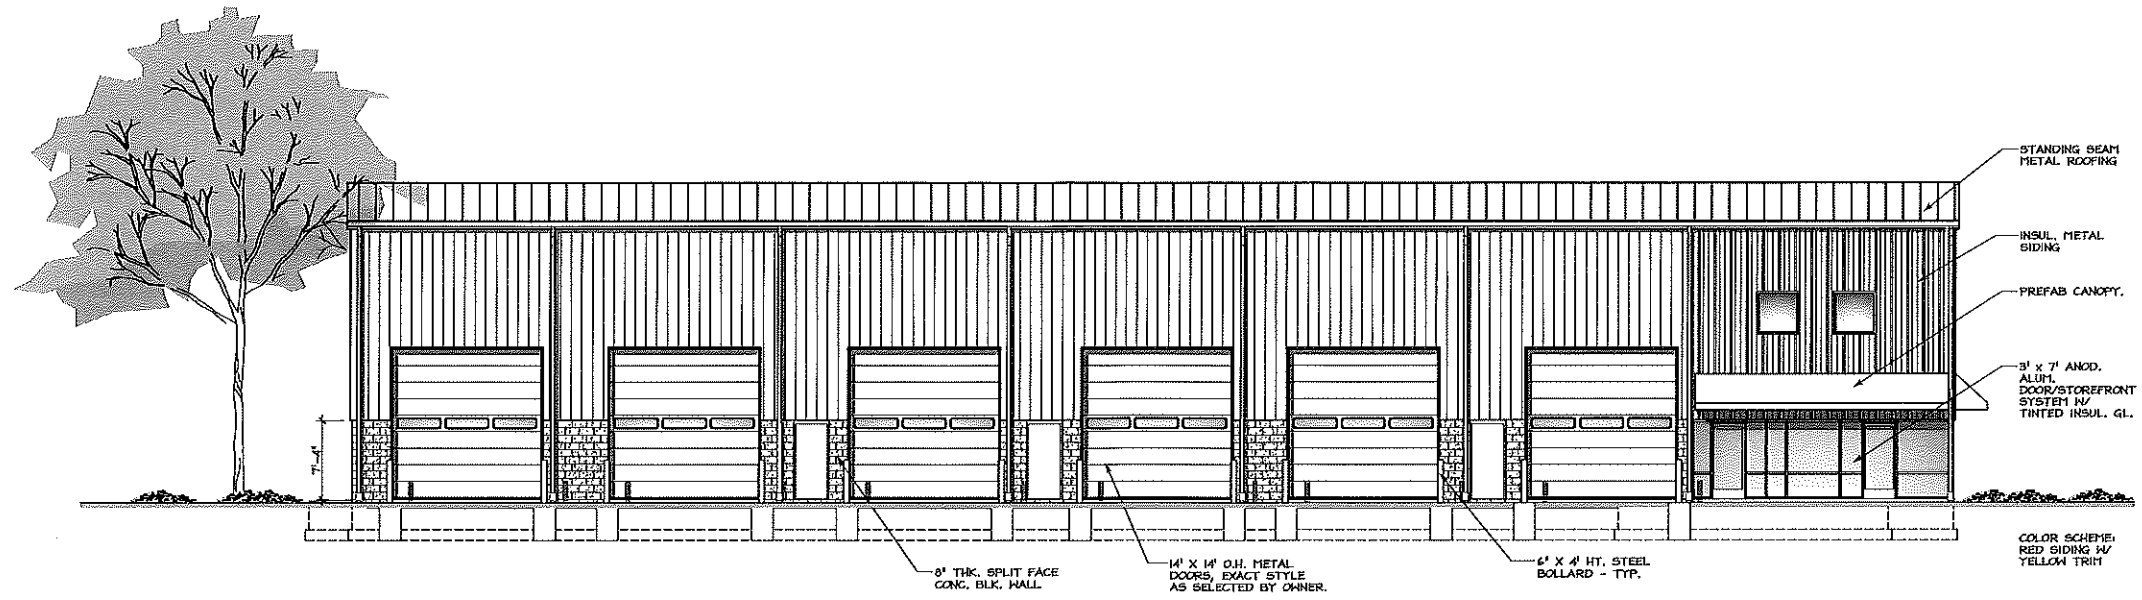 STANDING SEAM
METAL ROOFING
INSUL. METAL
SIDING
PREFAB CANOPY.
3' x 7' ANOD.
ALUM.
DOOR/STOREFRONT
SYSTEM W/
TINTED INSUL. GL.
7'-4"
8" THK. SPLIT FACE
CONC. BLK. WALL
14' X 14' O.H. METAL
DOORS, EXACT STYLE
AS SELECTED BY OWNER.
6" X 4' HT. STEEL
BOLLARD - TYP.
COLOR SCHEME:
RED SIDING W/
YELLOW TRIM